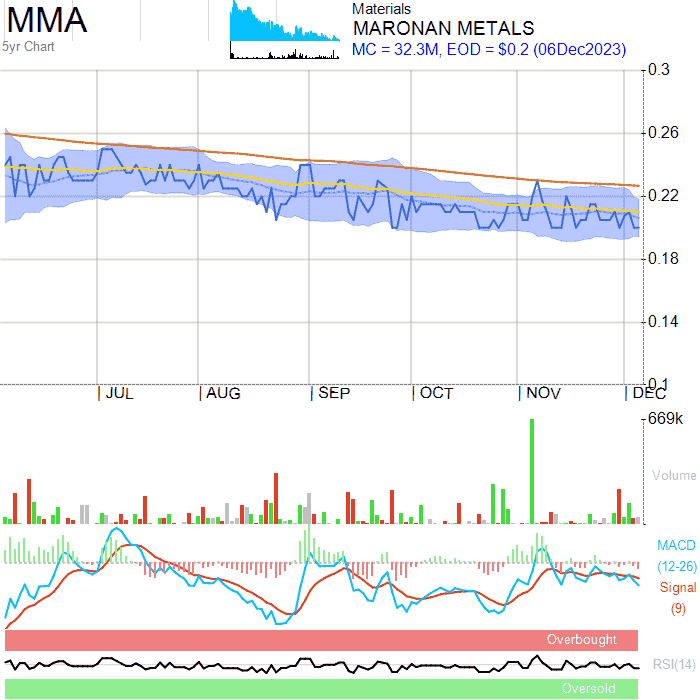 MMA
5yr Chart
Materials
MARONAN METALS
MC = 32.3M, EOD = $0.2 (06Dec2023)
0.3
0.26
0.22
0.18
0.14
0.1
JUL
AUG
SEP
OCT
NOV
DEC
669k
Volume
MACD
(12-26)
Signal
(9)
Overbought
RSI(14)
Oversold